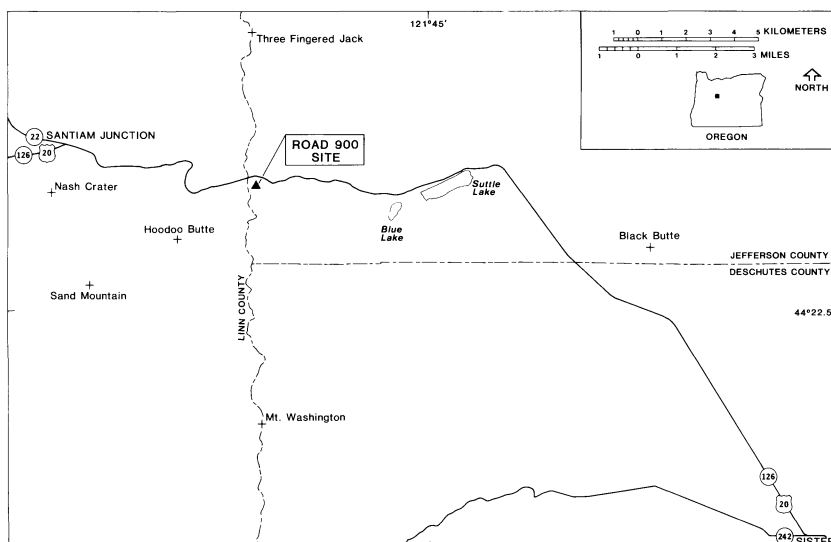 121°45'
Three Fingered Jack
1 0 1 2 3 4 5 KILOMETERS
1 0 1 2 3 MILES
NORTH
OREGON
22 SANTIAM JUNCTION
126 20
ROAD 900
SITE
Nash Crater
Suttle
Lake
Blue
Lake
Hoodoo Butte
Black Butte
JEFFERSON COUNTY
DESCHUTES COUNTY
Sand Mountain
LINN COUNTY
44°22.5
Mt. Washington
126
20
242
SISTER